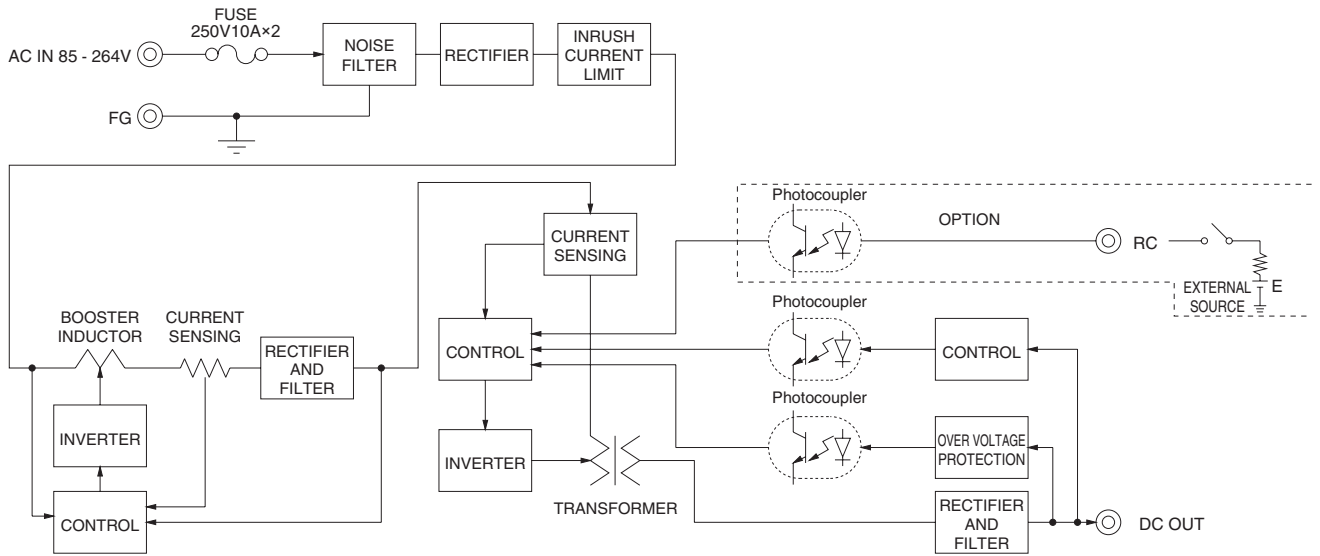 FUSE
250V10A×2
AC IN 85 - 264V
NOISE
FILTER
RECTIFIER
INRUSH
CURRENT
LIMIT
FG
Photocoupler
OPTION
RC
CURRENT
SENSING
EXTERNAL
SOURCE
E
Photocoupler
BOOSTER
INDUCTOR
CURRENT
SENSING
RECTIFIER
AND
FILTER
CONTROL
CONTROL
Photocoupler
INVERTER
INVERTER
OVER VOLTAGE
PROTECTION
TRANSFORMER
CONTROL
RECTIFIER
AND
FILTER
DC OUT